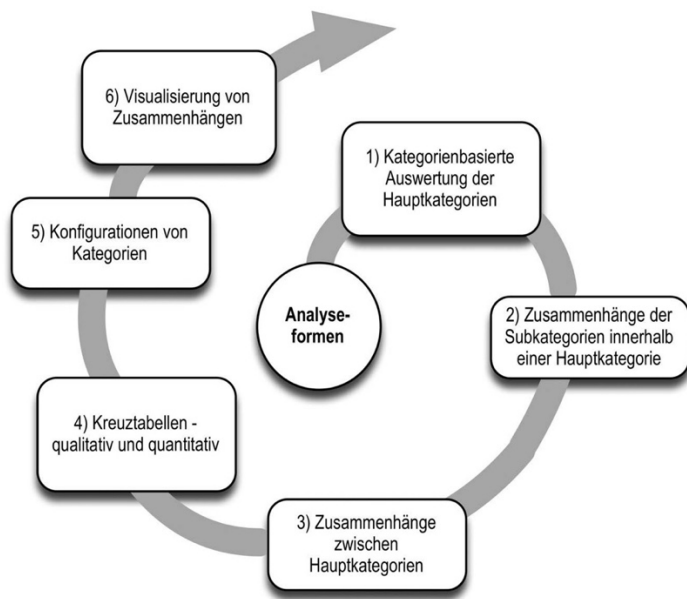 Analyse-
formen
1) Kategorienbasierte
Auswertung der
Hauptkategorien
2) Zusammenhänge der
Subkategorien innerhalb
einer Hauptkategorie
3) Zusammenhänge
zwischen
Hauptkategorien
4) Kreuztabellen -
qualitativ und quantitativ
5) Konfigurationen von
Kategorien
6) Visualisierung von
Zusammenhängen